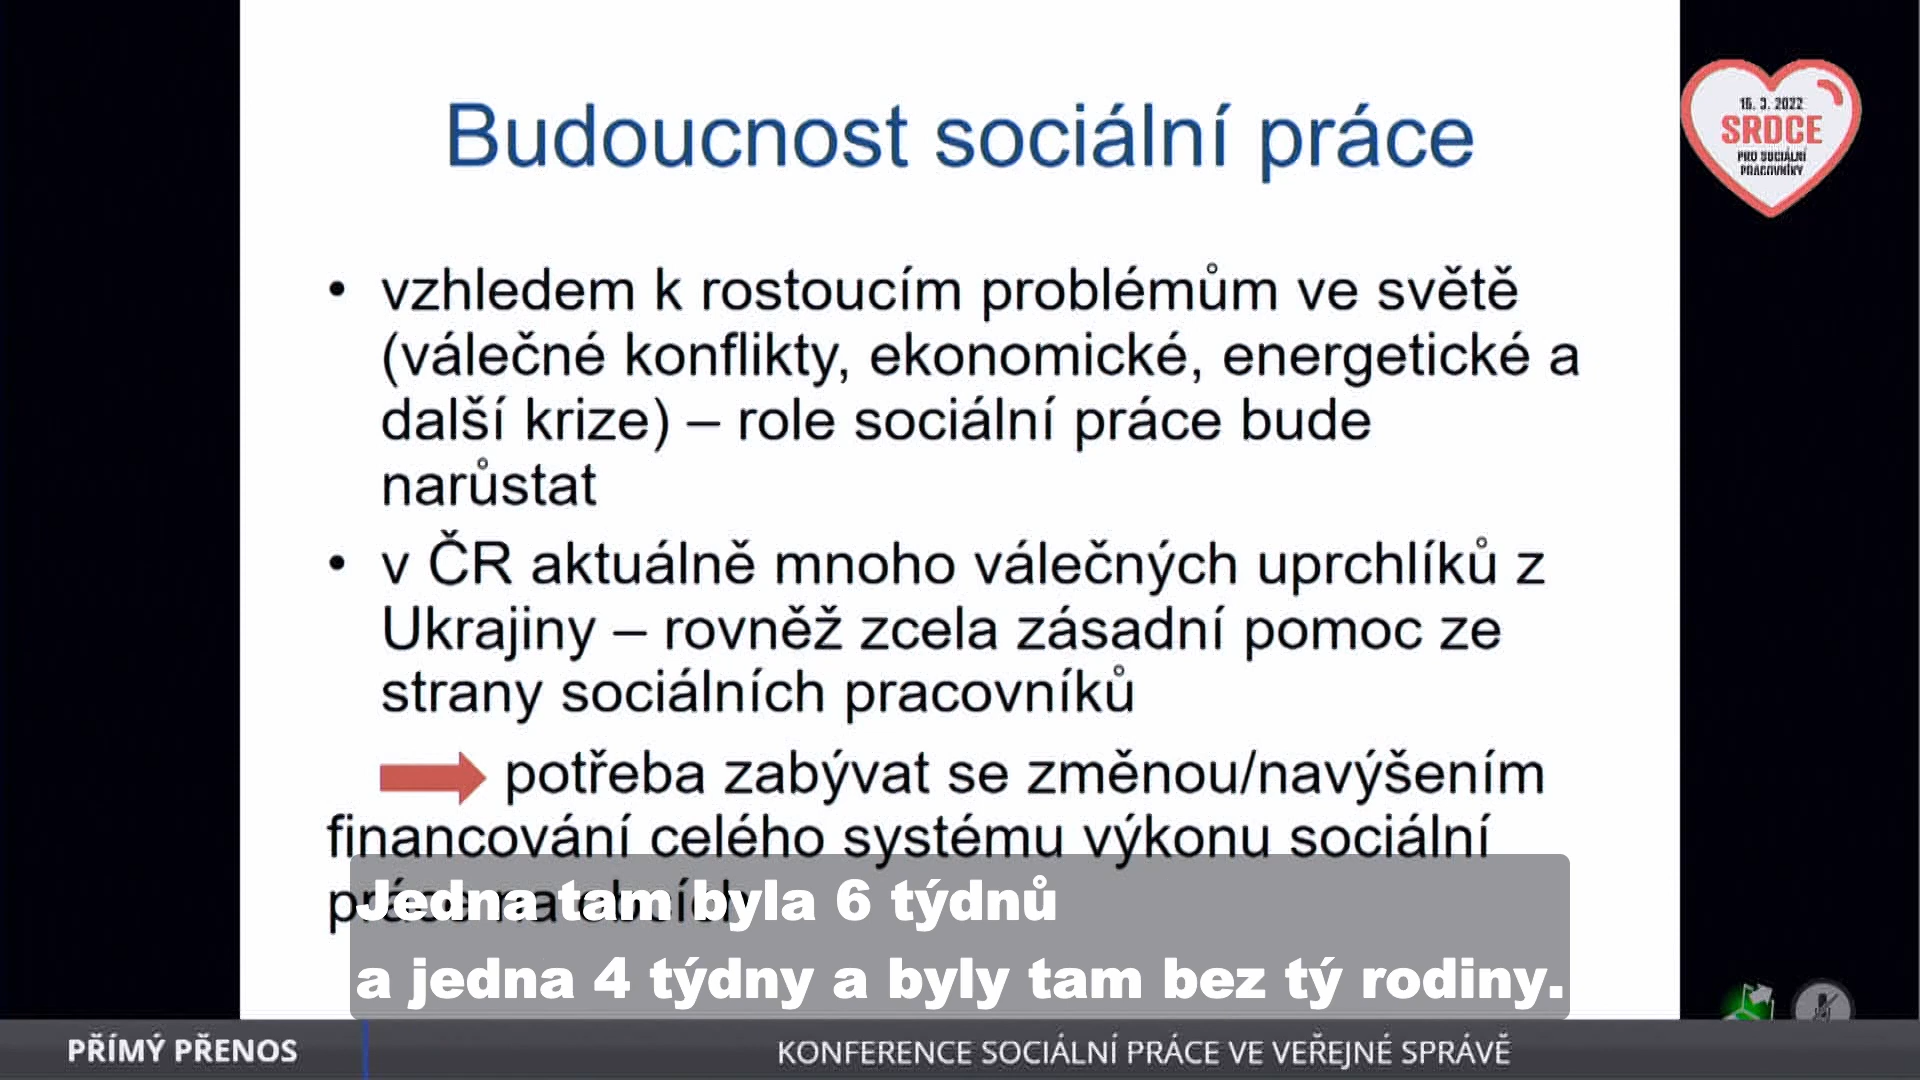 Budoucnost sociální práce
16. 3. 2022
SRDCE
PRO SOCIÁLNÍ
PRACOVNÍKY
• vzhledem k rostoucím problémům ve světě
(válečné konflikty, ekonomické, energetické a
další krize) – role sociální práce bude
narůstat
• v ČR aktuálně mnoho válečných uprchlíků z
Ukrajiny – rovněž zcela zásadní pomoc ze
strany sociálních pracovníků
potřeba zabývat se změnou/navýšením
financování celého systému výkonu sociální
práce na obcích
Jedna tam byla 6 týdnů
a jedna 4 týdny a byly tam bez tý rodiny.
PŘÍMÝ PŘENOS
KONFERENCE SOCIÁLNÍ PRÁCE VE VEŘEJNÉ SPRÁVĚ